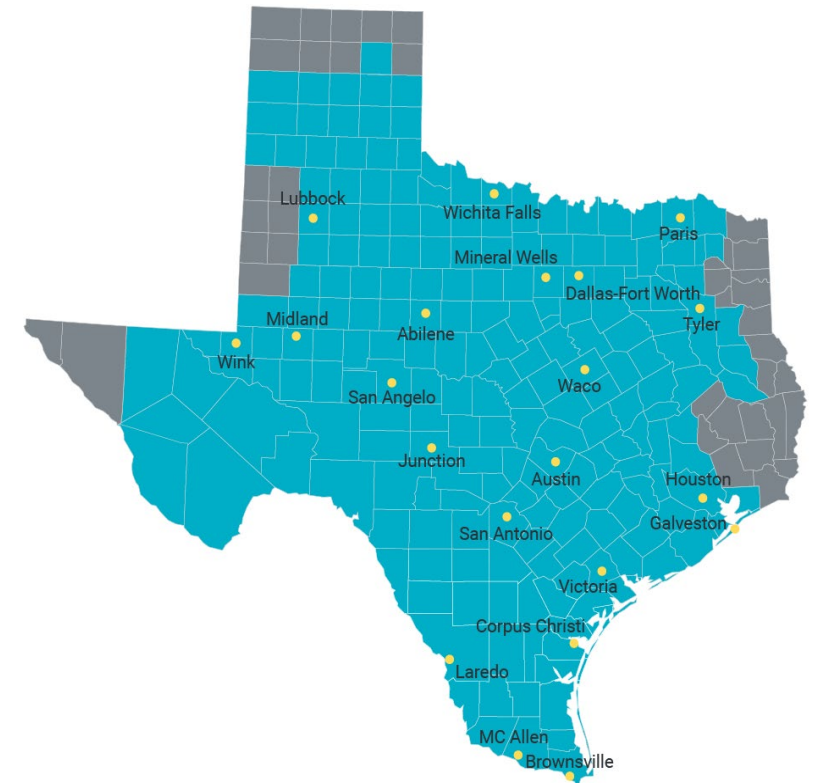 Lubbock
Wichita Falls
Paris
Mineral Wells
Dallas-Fort Worth
Midland
Abilene
Tyler
Wink
Waco
San Angelo
Junction
Austin
Houston
Galveston
San Antonio
Victoria
Corpus Christi
Laredo
MC Allen
Brownsville